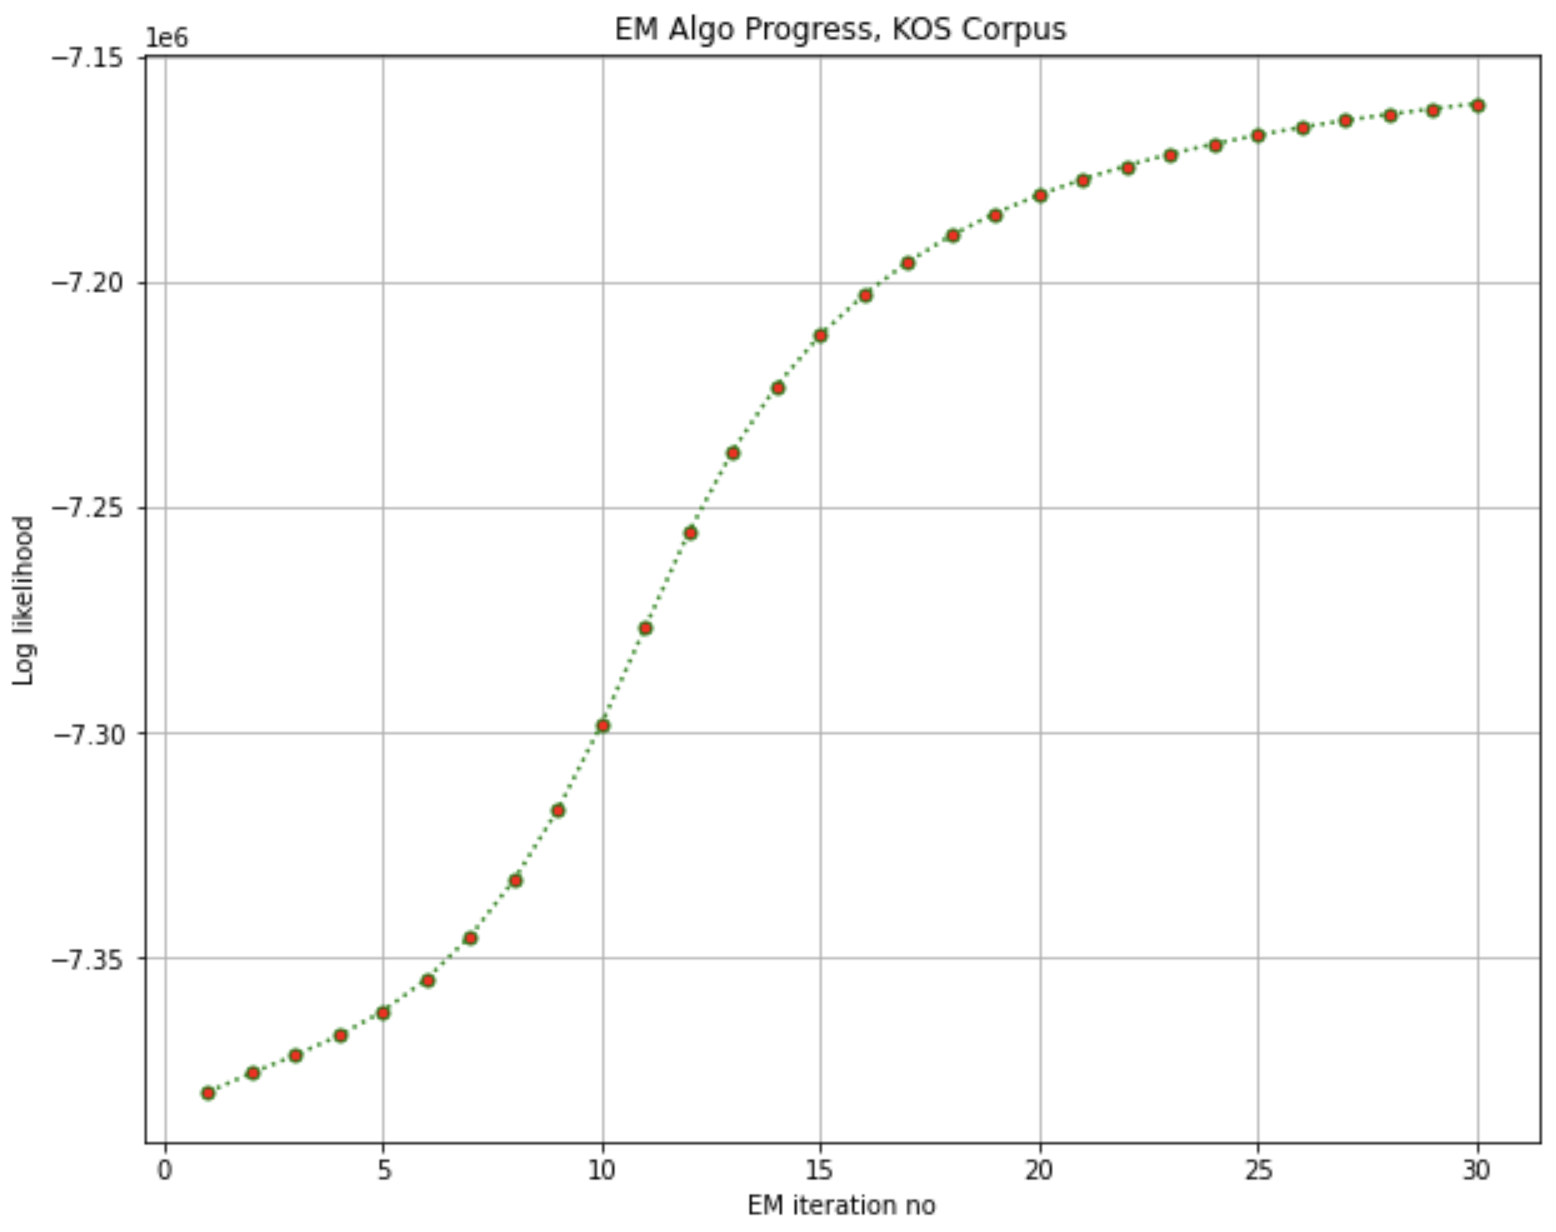 EM Algo Progress, KOS Corpus
1e6
−7.15
−7.20
−7.25
−7.30
−7.35
Log likelihood
0 5 10 15 20 25 30
EM iteration no